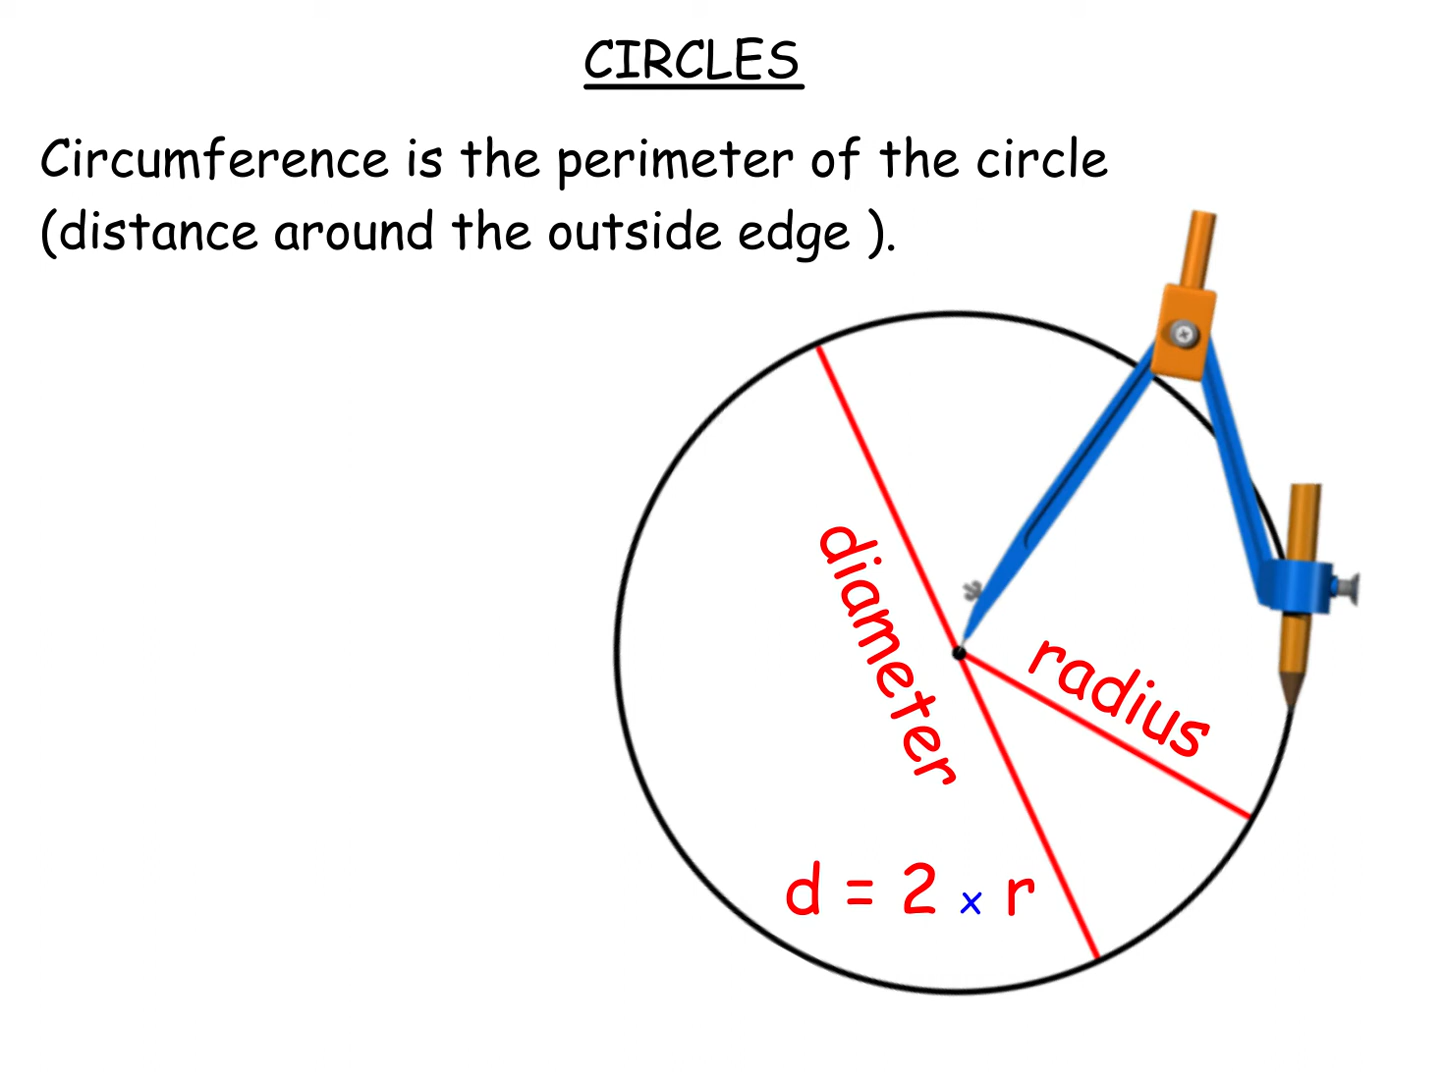 CIRCLES
Circumference is the perimeter of the circle
(distance around the outside edge ).
diameter
radius
d = 2 x r